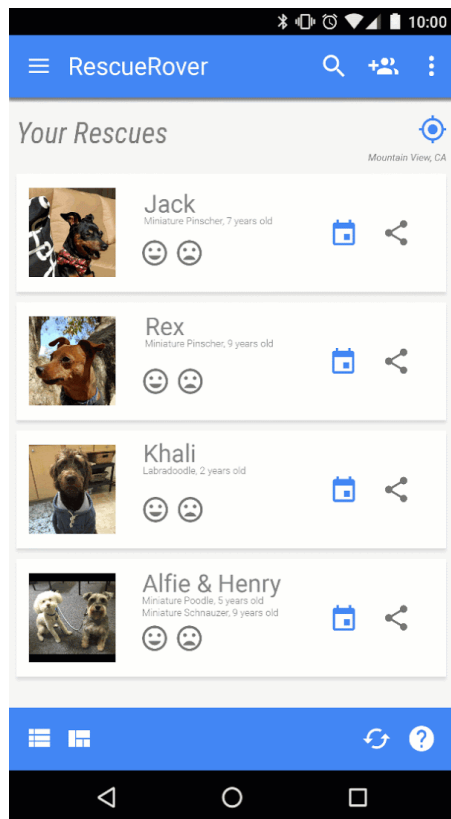 10:00
RescueRover
Your Rescues
Mountain View, CA
Jack
Miniature Pinscher, 7 years old
Rex
Miniature Pinscher, 9 years old
Khali
Labradoodle, 2 years old
Alfie & Henry
Miniature Poodle, 5 years old
Miniature Schnauzer, 9 years old